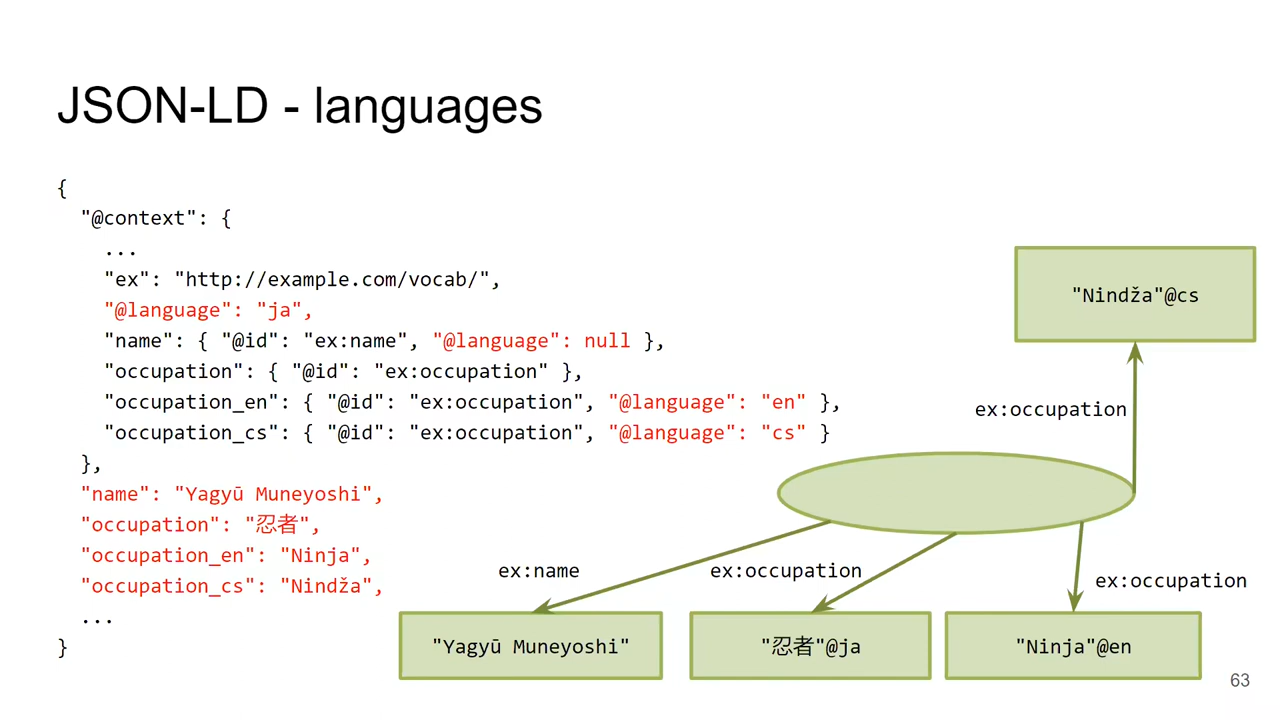 JSON-LD - languages
{
"@context": {
...
"ex": "http://example.com/vocab/",
"@language": "ja",
"name": { "@id": "ex:name", "@language": null },
"occupation": { "@id": "ex:occupation" },
"occupation_en": { "@id": "ex:occupation", "@language": "en" },
"occupation_cs": { "@id": "ex:occupation", "@language": "cs" }
},
"name": "Yagyū Muneyoshi",
"occupation": "忍者",
"occupation_en": "Ninja",
"occupation_cs": "Nindža",
...
}
"Nindža"@cs
ex:occupation
ex:name
ex:occupation
ex:occupation
"Yagyū Muneyoshi"
"忍者"@ja
"Ninja"@en
63